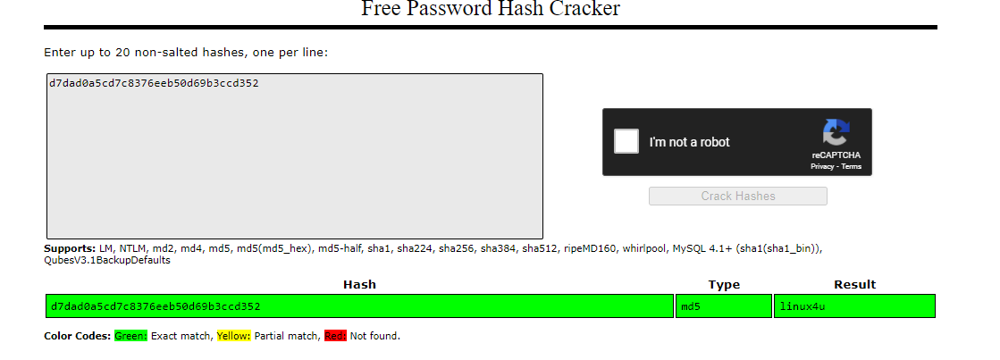 Free Password Hash Cracker
Enter up to 20 non-salted hashes, one per line:
d7dad0a5cd7c8376eeb50d69b3ccd352
I'm not a robot
reCAPTCHA
Privacy - Terms
Crack Hashes
Supports: LM, NTLM, md2, md4, md5, md5(md5_hex), md5-half, sha1, sha224, sha256, sha384, sha512, ripeMD160, whirlpool, MySQL 4.1+ (sha1(sha1_bin)),
QubesV3.1BackupDefaults
Hash Type Result
d7dad0a5cd7c8376eeb50d69b3ccd352 md5 linux4u
Color Codes: Green: Exact match, Yellow: Partial match, Red: Not found.